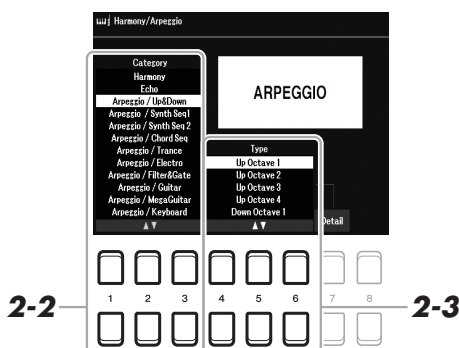 Harmony/Arpeggio
Category
Harmony
Echo
Arpeggio / Up&Down
Arpeggio / Synth Seq1
Arpeggio / Synth Seq 2
Arpeggio / Chord Seq
Arpeggio / Trance
Arpeggio / Electro
Arpeggio / Filter&Gate
Arpeggio / Guitar
Arpeggio / MegaGuitar
Arpeggio / Keyboard
ARPEGGIO
Type
Up Octave 1
Up Octave 2
Up Octave 3
Up Octave 4
Down Octave 1
Detail
1 2 3 4 5 6 7 8
2-2
2-3